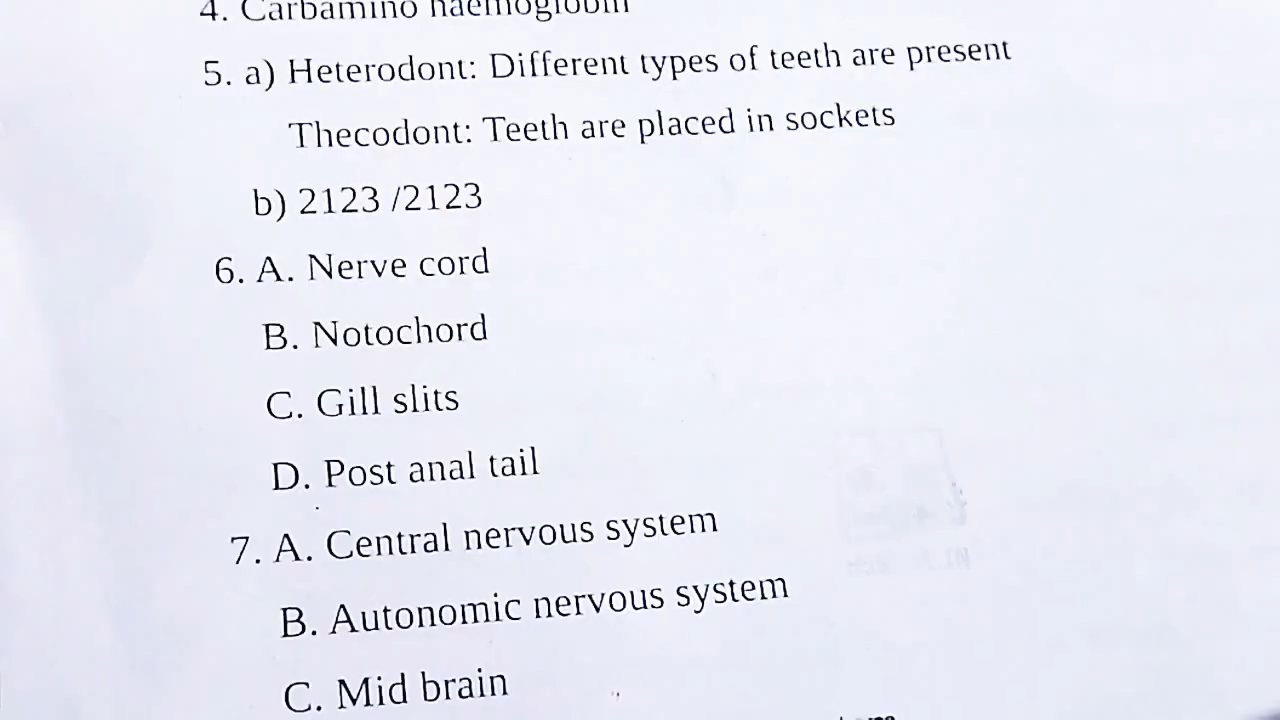 4. Carbamino haemoglobin
5. a) Heterodont: Different types of teeth are present
Thecodont: Teeth are placed in sockets
b) 2123 /2123
6. A. Nerve cord
B. Notochord
C. Gill slits
D. Post anal tail
7. A. Central nervous system
B. Autonomic nervous system
C. Mid brain